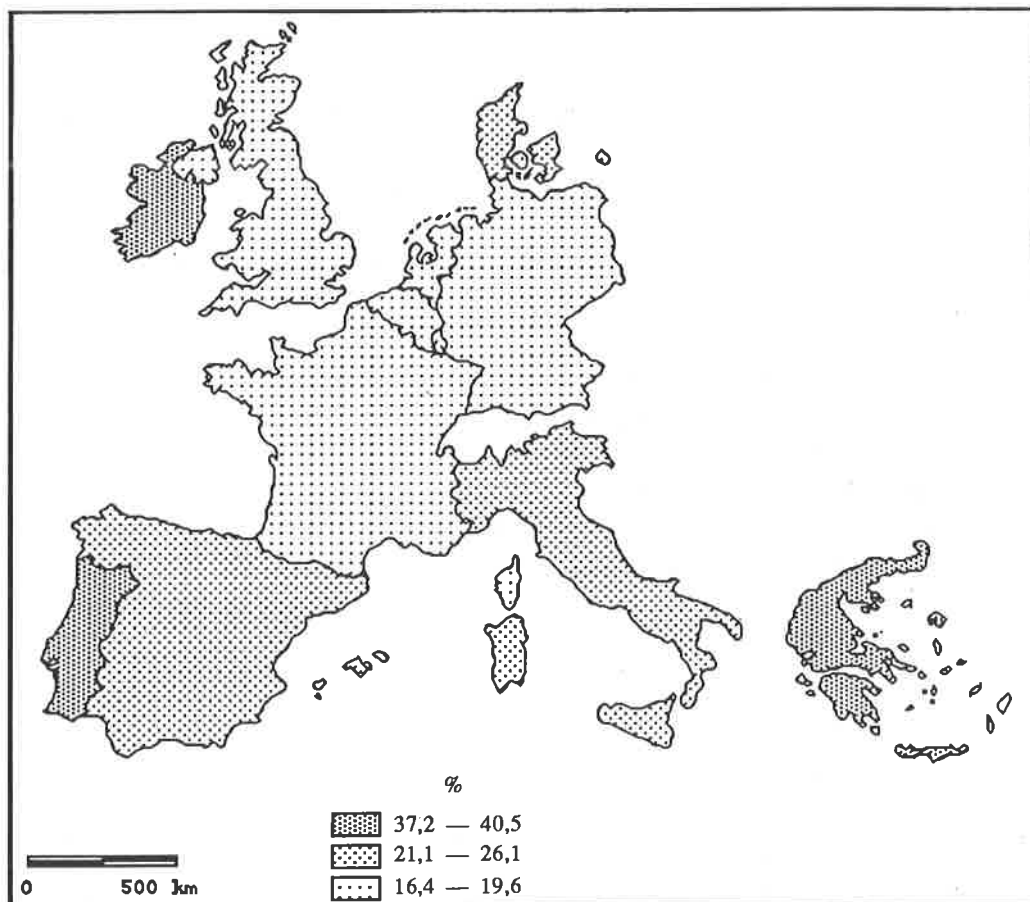 %
37,2 — 40,5
21,1 — 26,1
16,4 — 19,6
0 500 km